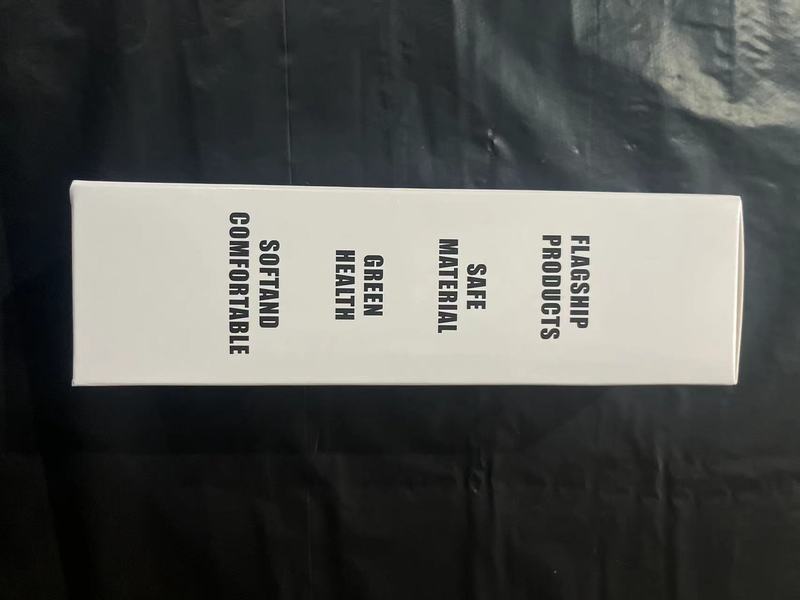 FLAGSHIP
PRODUCTS
SAFE
MATERIAL
GREEN
HEALTH
SOFTAND
COMFORTABLE